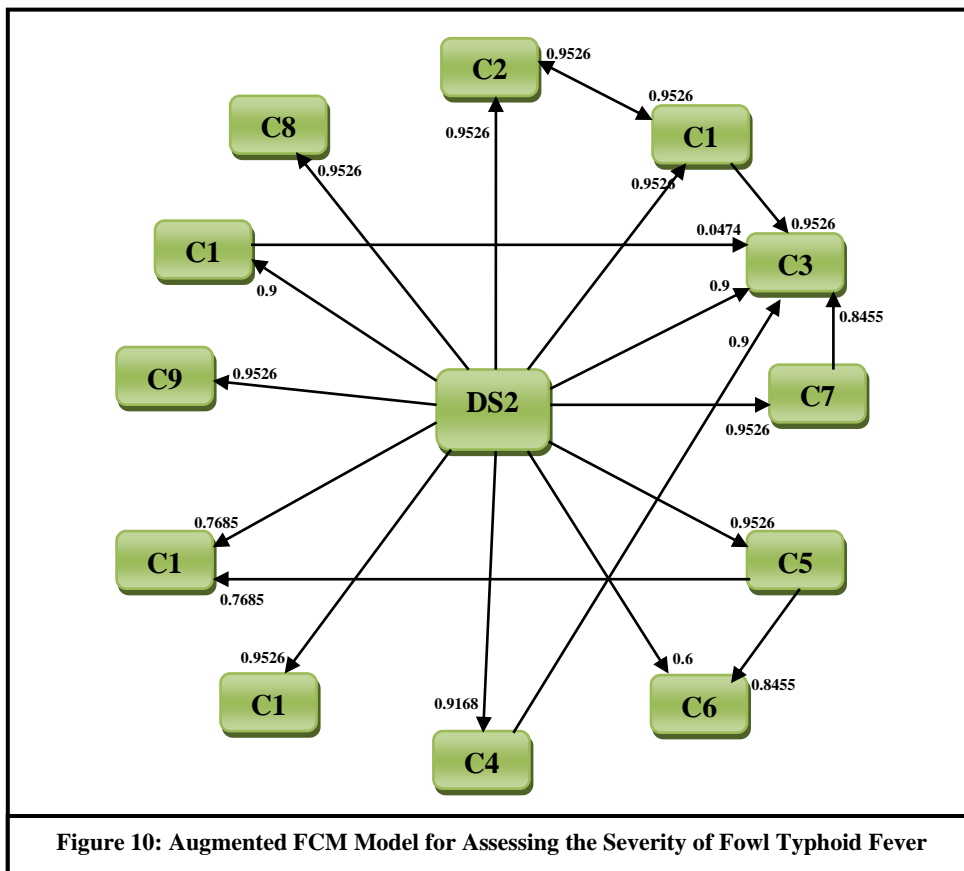 C2
0.9526
0.9526
C8
C1
0.9526
0.9526
0.9526
0.9526
C1
0.0474
C3
0.9
0.9
0.9
0.8455
C9
0.9526
DS2
C7
0.9526
0.7685
0.9526
C1
C5
0.7685
0.9526
0.6
0.8455
C1
0.9168
C6
C4
Figure 10: Augmented FCM Model for Assessing the Severity of Fowl Typhoid Fever